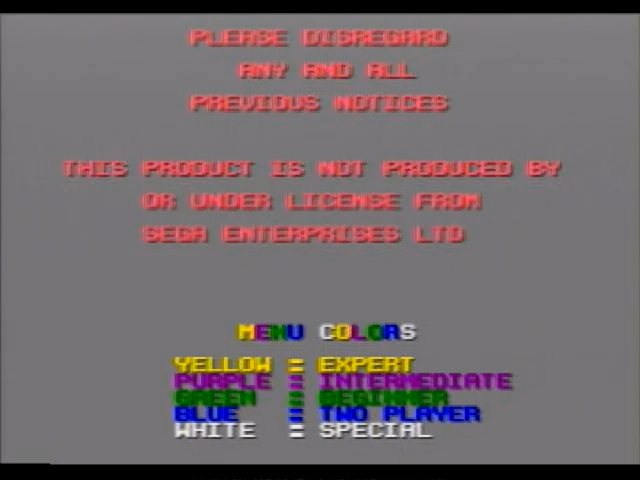 PLEASE DISREGARD
ANY AND ALL
PREVIOUS NOTICES
THIS PRODUCT IS NOT PRODUCED BY
OR UNDER LICENSE FROM
SEGA ENTERPRISES LTD
MENU COLORS
YELLOW = EXPERT
PURPLE = INTERMEDIATE
GREEN = BEGINNER
BLUE = TWO PLAYER
WHITE = SPECIAL